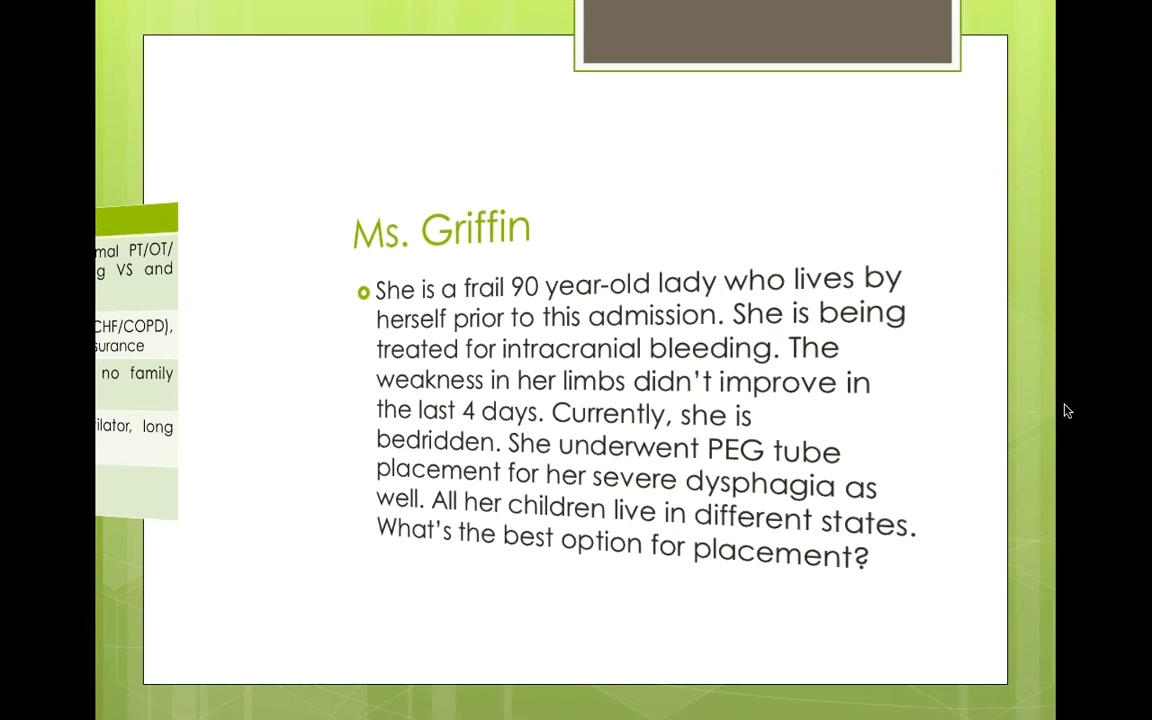 mal PT/OT/
g VS and
CHF/COPD),
surance
no family
ilator, long
Ms. Griffin
She is a frail 90 year-old lady who lives by
herself prior to this admission. She is being
treated for intracranial bleeding. The
weakness in her limbs didn't improve in
the last 4 days. Currently, she is
bedridden. She underwent PEG tube
placement for her severe dysphagia as
well. All her children live in different states.
What's the best option for placement?